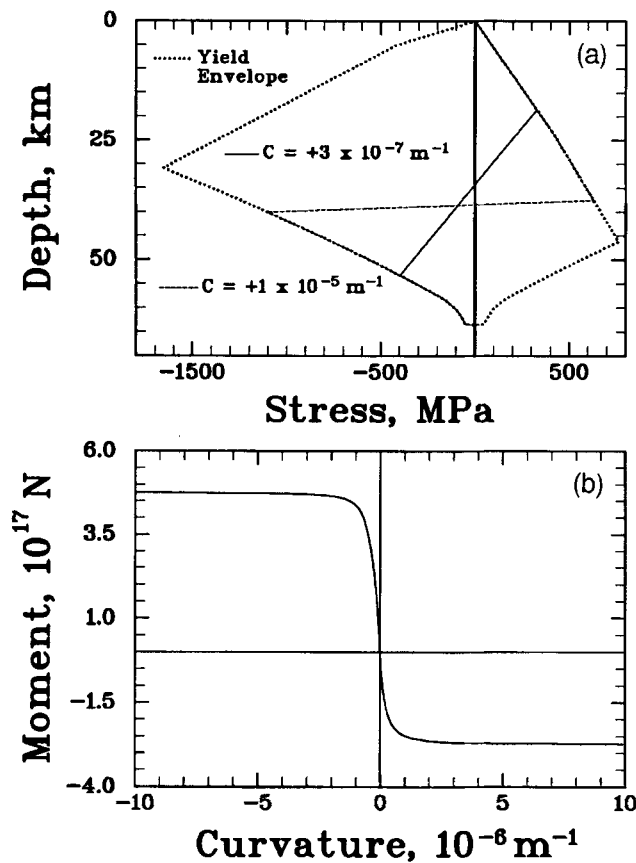 0
(a)
Yield
Envelope
C = +3 x 10⁻⁷ m⁻¹
25
Depth, km
50
C = +1 x 10⁻⁵ m⁻¹
−1500
−500
500
Stress, MPa
6.0
(b)
3.5
Moment, 10¹⁷ N
1.0
−1.5
−4.0
−10
−5
0
5
10
Curvature, 10⁻⁶ m⁻¹